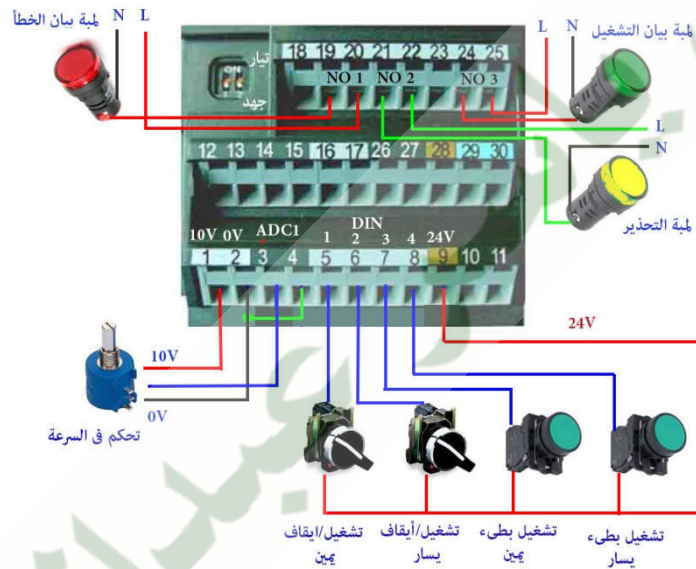 لمبة بيان الخطأ
N
L
تيار
ON
جهد
18 19 20 21 22 23 24 25
NO 1
NO 2
NO 3
L
N
لمبة بيان التشغيل
L
N
لمبة التحذير
12 13 14 15 16 17 26 27 28 29 30
10V 0V ADC1 DIN 24V
1 2 3 4
1 2 3 4 5 6 7 8 9 10 11
10V
0V
تحكم فى السرعة
24V
تشغيل/ايقاف
يمين
تشغيل/أيقاف
يسار
تشغيل بطىء
يمين
تشغيل بطىء
يسار